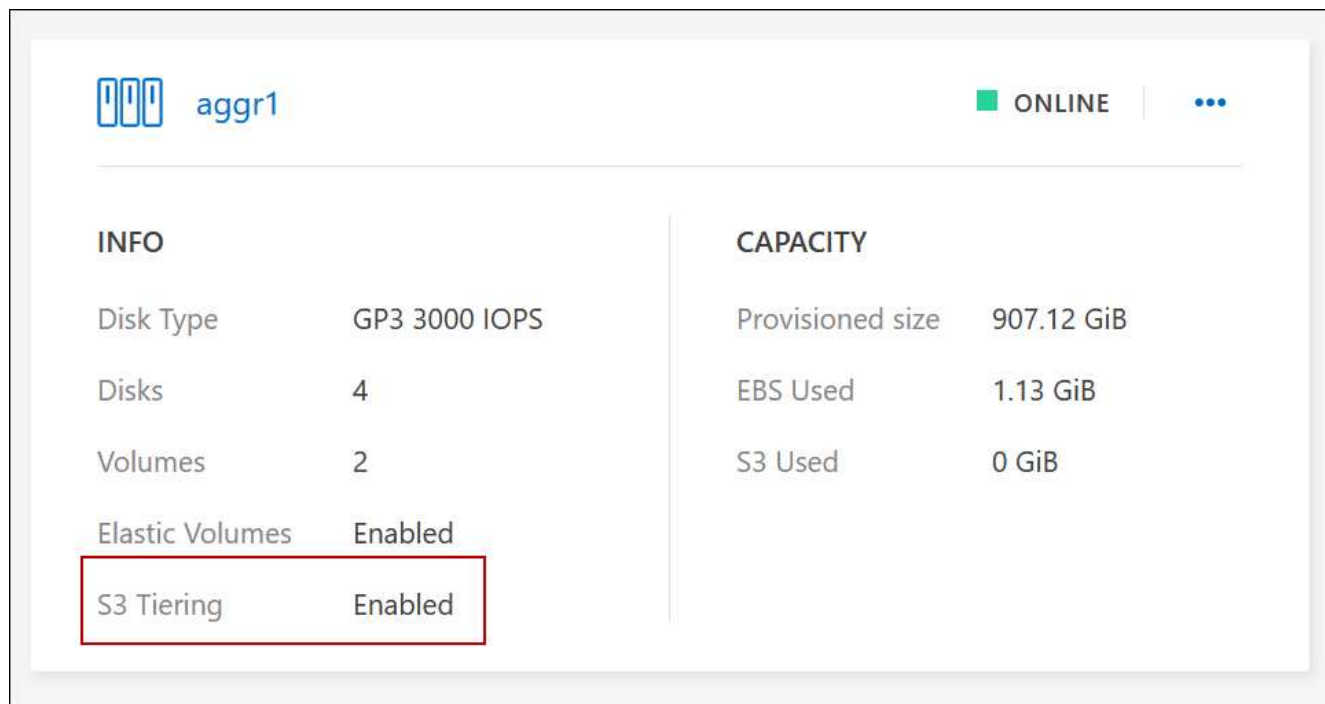 aggr1
ONLINE
INFO
Disk Type GP3 3000 IOPS
Disks 4
Volumes 2
Elastic Volumes Enabled
S3 Tiering Enabled
CAPACITY
Provisioned size 907.12 GiB
EBS Used 1.13 GiB
S3 Used 0 GiB